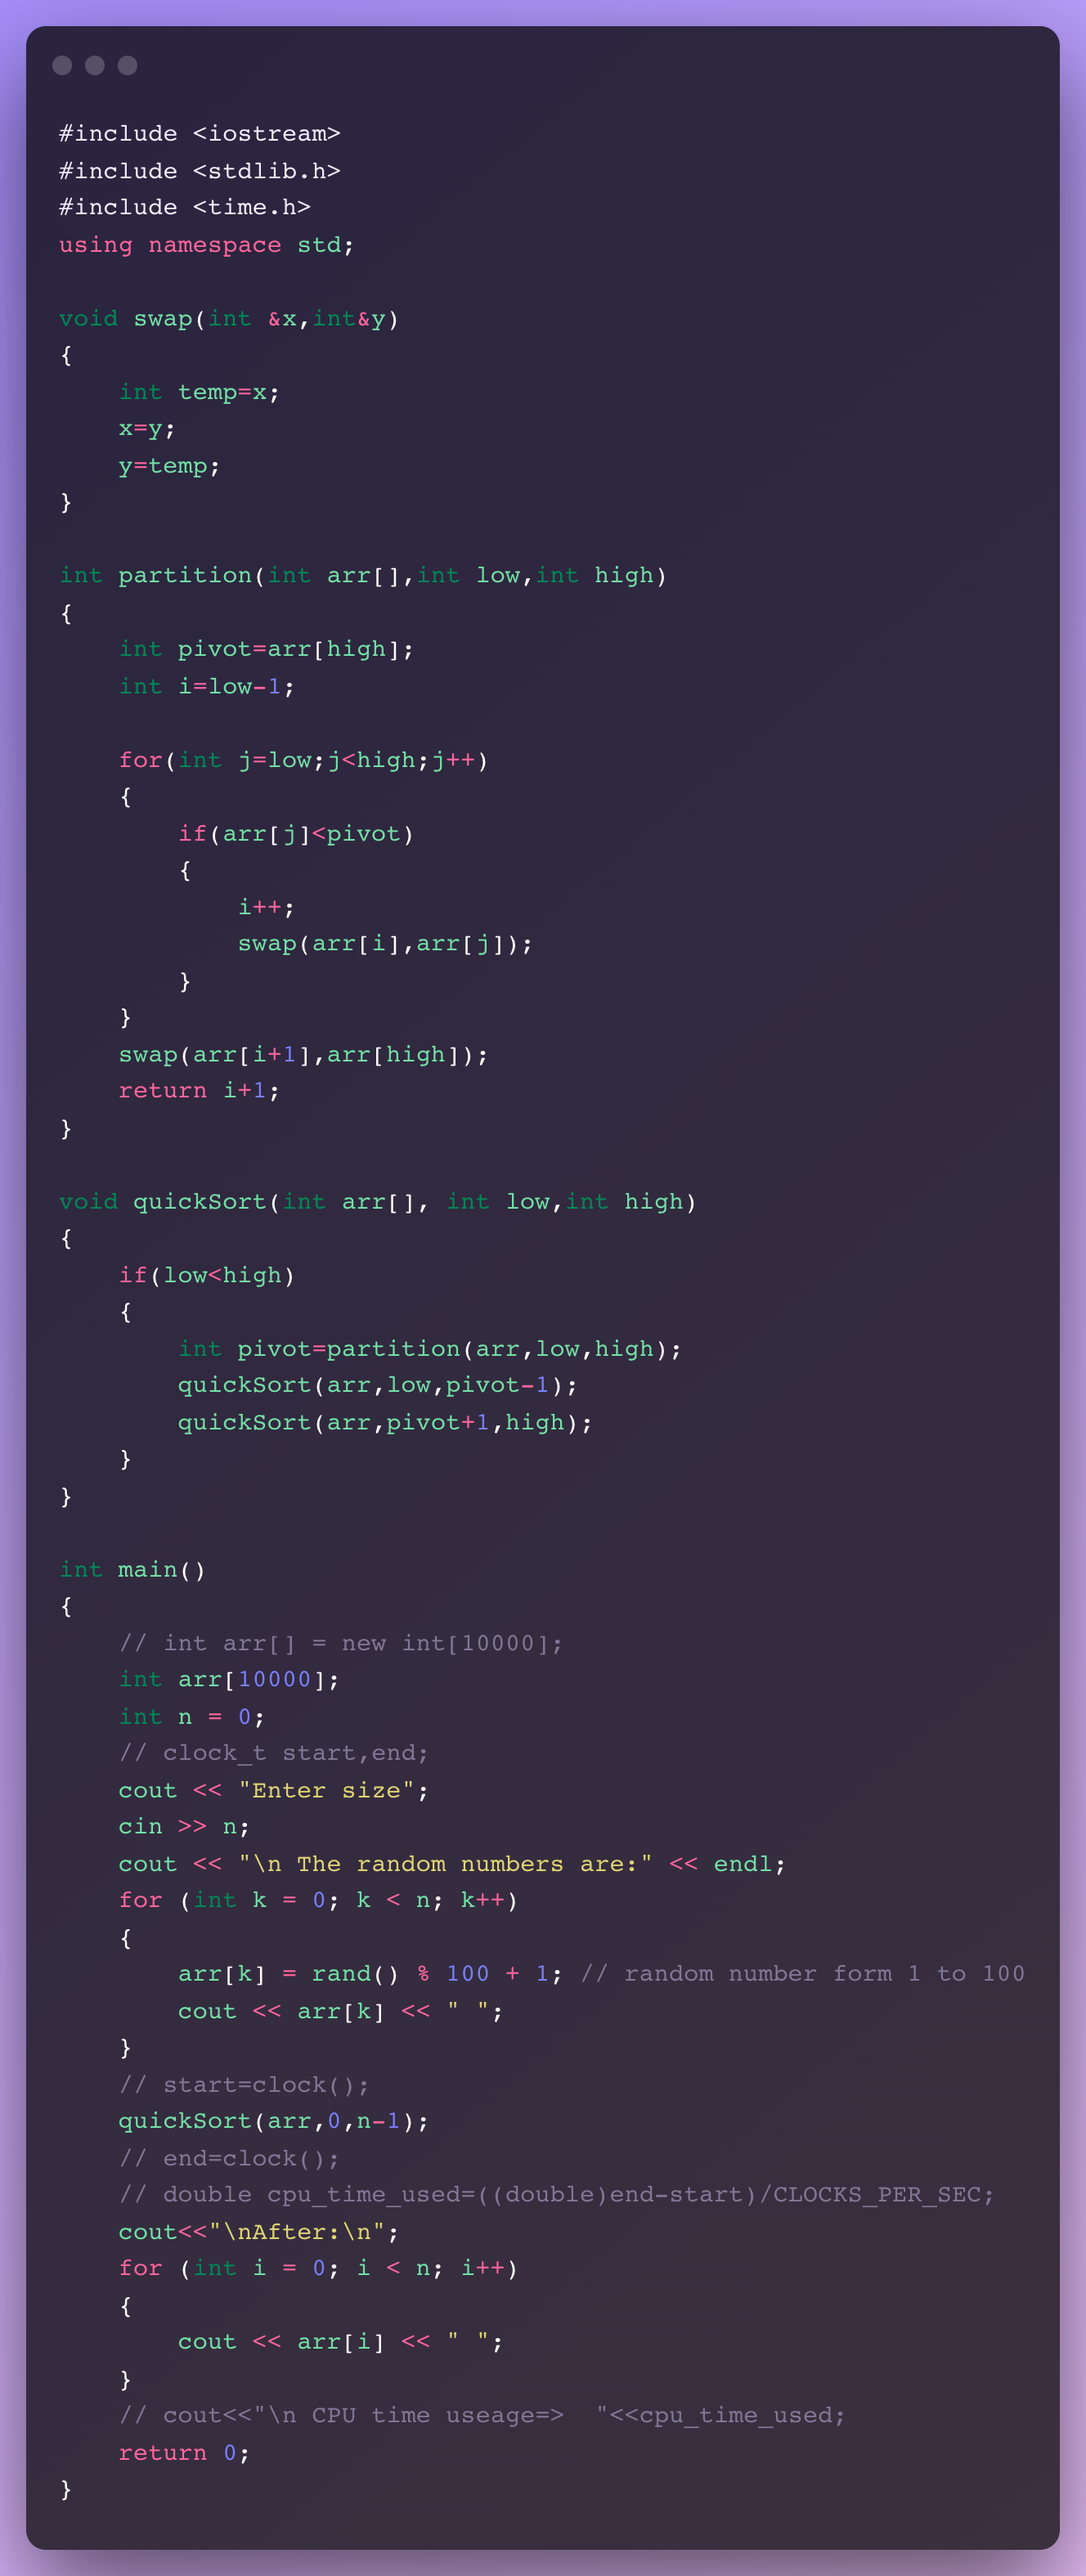 #include <iostream>
#include <stdlib.h>
#include <time.h>
using namespace std;

void swap(int &x,int&y)
{
    int temp=x;
    x=y;
    y=temp;
}

int partition(int arr[],int low,int high)
{
    int pivot=arr[high];
    int i=low-1;

    for(int j=low;j<high;j++)
    {
        if(arr[j]<pivot)
        {
            i++;
            swap(arr[i],arr[j]);
        }
    }
    swap(arr[i+1],arr[high]);
    return i+1;
}

void quickSort(int arr[], int low,int high)
{
    if(low<high)
    {
        int pivot=partition(arr,low,high);
        quickSort(arr,low,pivot-1);
        quickSort(arr,pivot+1,high);
    }
}

int main()
{
    // int arr[] = new int[10000];
    int arr[10000];
    int n = 0;
    // clock_t start,end;
    cout << "Enter size";
    cin >> n;
    cout << "\n The random numbers are:" << endl;
    for (int k = 0; k < n; k++)
    {
        arr[k] = rand() % 100 + 1; // random number form 1 to 100
        cout << arr[k] << " ";
    }
    // start=clock();
    quickSort(arr,0,n-1);
    // end=clock();
    // double cpu_time_used=((double)end-start)/CLOCKS_PER_SEC;
    cout<<"\nAfter:\n";
    for (int i = 0; i < n; i++)
    {
        cout << arr[i] << " ";
    }
    // cout<<"\n CPU time useage=>  "<<cpu_time_used;
    return 0;
}